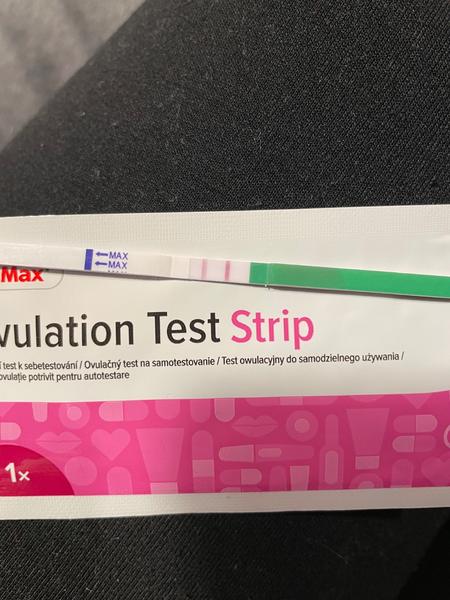 ←MAX
←MAX
Max
vulation Test Strip
í test k sebetestování / Ovulačný test na samotestovanie / Test owulacyjny do samodzielnego używania /
ovulație potrivit pentru autotestare
1x